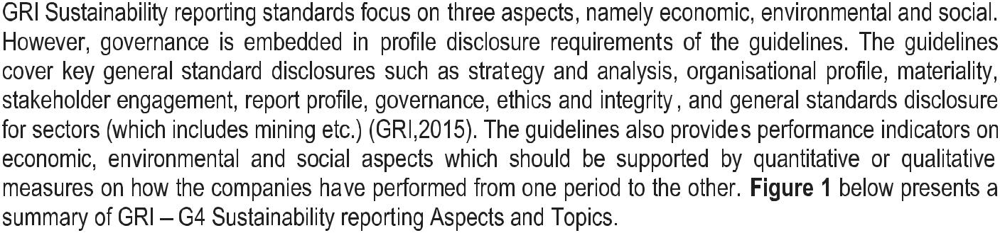 GRI Sustainability reporting standards focus on three aspects, namely economic, environmental and social.
However, governance is embedded in profile disclosure requirements of the guidelines. The guidelines
cover key general standard disclosures such as strategy and analysis, organisational profile, materiality,
stakeholder engagement, report profile, governance, ethics and integrity , and general standards disclosure
for sectors (which includes mining etc.) (GRI,2015). The guidelines also provides performance indicators on
economic, environmental and social aspects which should be supported by quantitative or qualitative
measures on how the companies have performed from one period to the other. Figure 1 below presents a
summary of GRI – G4 Sustainability reporting Aspects and Topics.